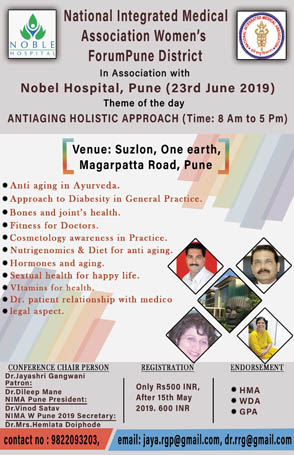 NOBLE
HOSPITAL
National Integrated Medical
Association Women's
ForumPune District
In Association with
Nobel Hospital, Pune (23rd June 2019)
Theme of the day
ANTIAGING HOLISTIC APPROACH (Time: 8 Am to 5 Pm)
Venue: Suzlon, One earth,
Magarpatta Road, Pune
Anti aging in Ayurveda.
Approach to Diabesity in General Practice.
Bones and joint's health.
Fitness for Doctors.
Cosmetology awareness in Practice.
Nutrigenomics & Diet for anti aging.
Hormones and aging.
Sextual health for happy life.
VItamins for health.
Dr. patient relationship with medico
legal aspect.
CONFERENCE CHAIR PERSON
Dr.Jayashri Gangwani
Patron:
Dr.Dileep Mane
NIMA Pune President:
Dr.Vinod Satav
NIMA W Pune 2019 Secretary:
Dr.Mrs.Hemlata Doiphode
REGISTRATION
Only Rs500 INR,
After 15th May
2019. 600 INR
ENDORSEMENT
HMA
WDA
GPA
contact no : 9822093203,
email: jaya.rgp@gmail.com, dr.rrg@gmail.com